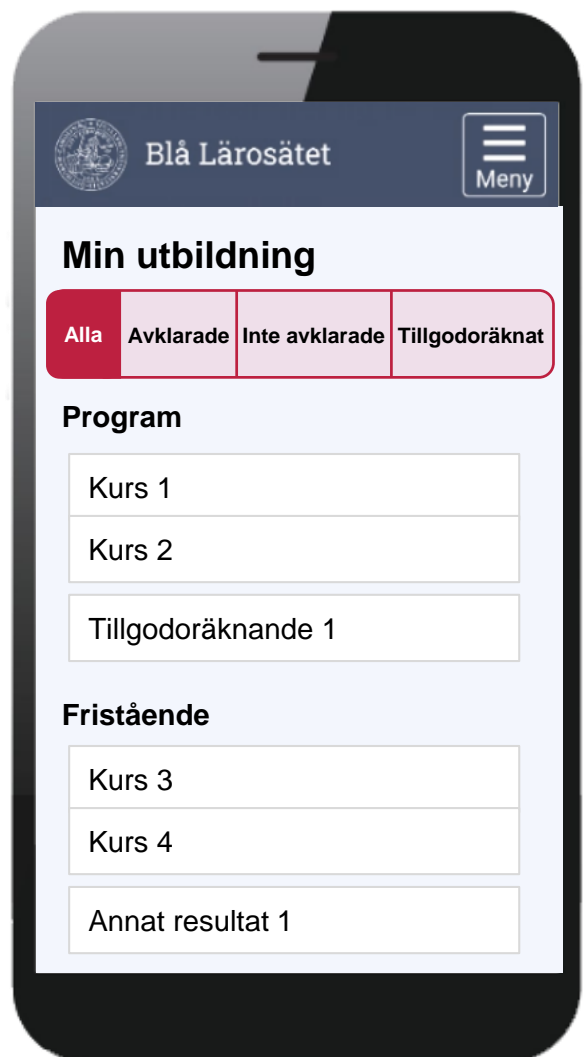 Blå Lärosätet
Meny
Min utbildning
Alla Avklarade Inte avklarade Tillgodoräknat
Program
Kurs 1
Kurs 2
Tillgodoräknande 1
Fristående
Kurs 3
Kurs 4
Annat resultat 1